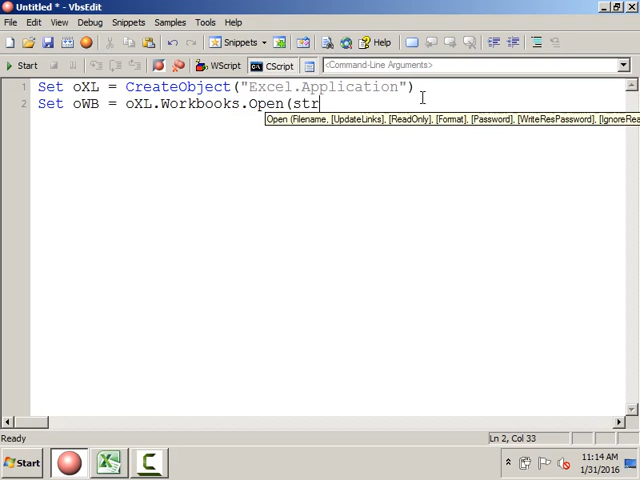 Untitled * - VbsEdit
File Edit View Debug Snippets Samples Tools Help
Snippets Help
Start WScript CScript <Command-Line Arguments>
1 Set oXL = CreateObject("Excel.Application")
2 Set oWB = oXL.Workbooks.Open(str
Open (Filename, [UpdateLinks], [ReadOnly], [Format], [Password], [WriteResPassword], [IgnoreRea
Ready Ln 2, Col 33
Start 11:14 AM
1/31/2016